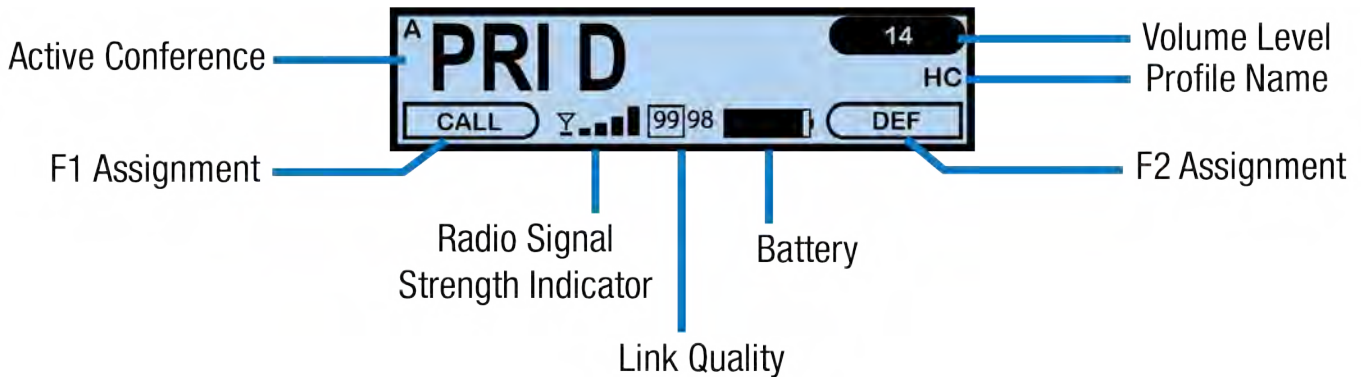 A PRI D
14
HC
CALL
99 98
DEF
Active Conference
Volume Level
Profile Name
F1 Assignment
F2 Assignment
Radio Signal
Strength Indicator
Battery
Link Quality